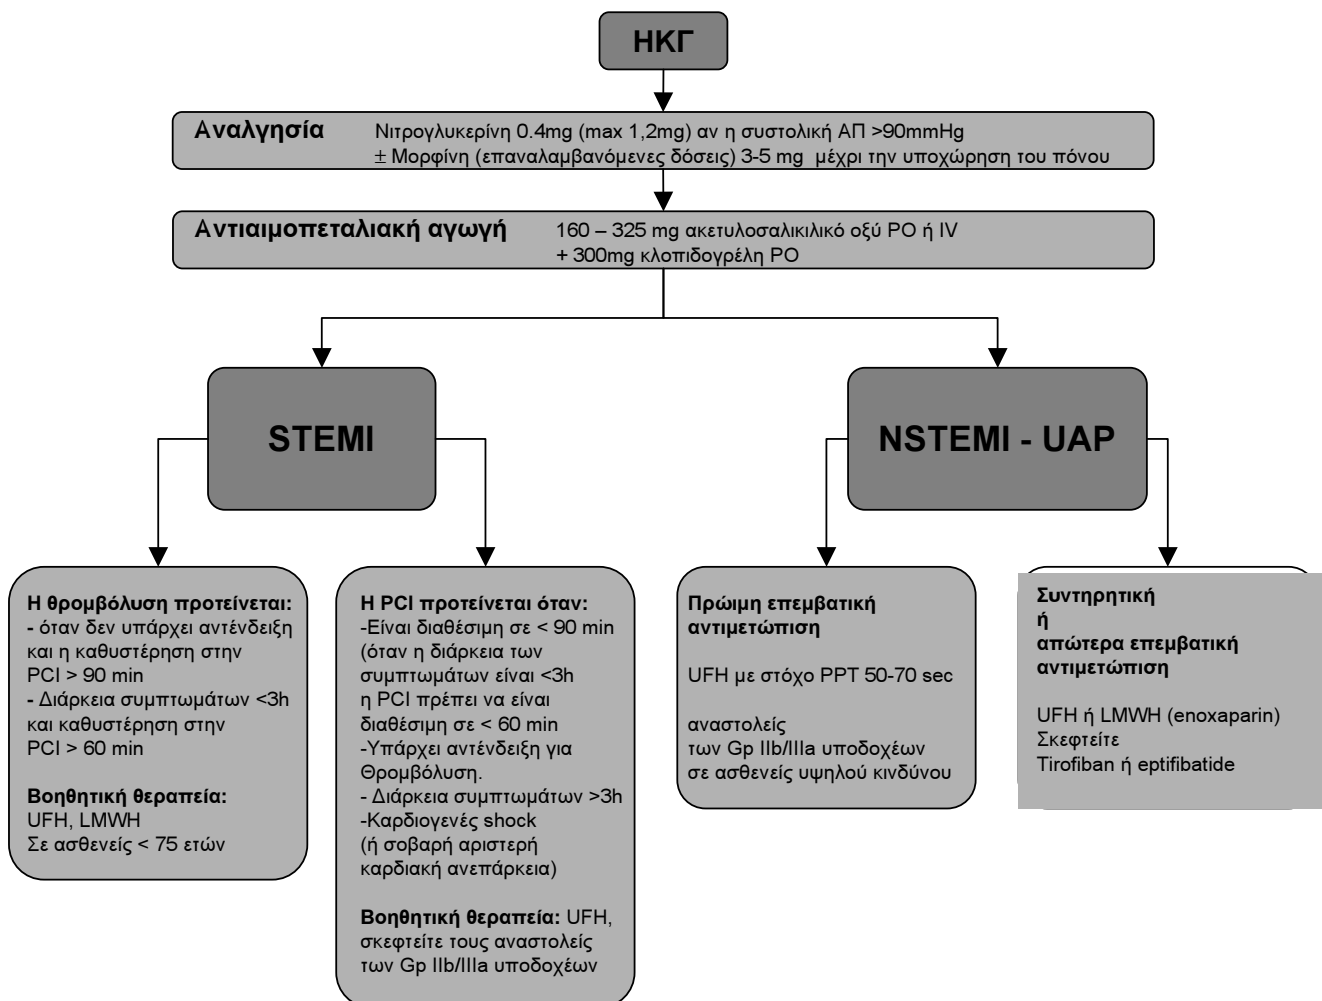 ΗΚΓ
Αναλγησία Νιτρογλυκερίνη 0.4mg (max 1,2mg) αν η συστολική ΑΠ >90mmHg
± Μορφίνη (επαναλαμβανόμενες δόσεις) 3-5 mg μέχρι την υποχώρηση του πόνου
Αντιαιμοπεταλιακή αγωγή 160 – 325 mg ακετυλοσαλικιλικό οξύ PO ή IV
+ 300mg κλοπιδογρέλη PO
STEMI
NSTEMI - UAP
Η θρομβόλυση προτείνεται:
- όταν δεν υπάρχει αντένδειξη
και η καθυστέρηση στην
PCI > 90 min
- Διάρκεια συμπτωμάτων <3h
και καθυστέρηση στην
PCI > 60 min
Βοηθητική θεραπεία:
UFH, LMWH
Σε ασθενείς < 75 ετών
Η PCI προτείνεται όταν:
-Είναι διαθέσιμη σε < 90 min
(όταν η διάρκεια των
συμπτωμάτων είναι <3h
η PCI πρέπει να είναι
διαθέσιμη σε < 60 min
-Υπάρχει αντένδειξη για
Θρομβόλυση.
- Διάρκεια συμπτωμάτων >3h
-Καρδιογενές shock
(ή σοβαρή αριστερή
καρδιακή ανεπάρκεια)
Βοηθητική θεραπεία: UFH,
σκεφτείτε τους αναστολείς
των Gp IIb/IIIa υποδοχέων
Πρώιμη επεμβατική
αντιμετώπιση
UFH με στόχο PPT 50-70 sec
αναστολείς
των Gp IIb/IIIa υποδοχέων
σε ασθενείς υψηλού κινδύνου
Συντηρητική
ή
απώτερα επεμβατική
αντιμετώπιση
UFH ή LMWH (enoxaparin)
Σκεφτείτε
Tirofiban ή eptifibatide